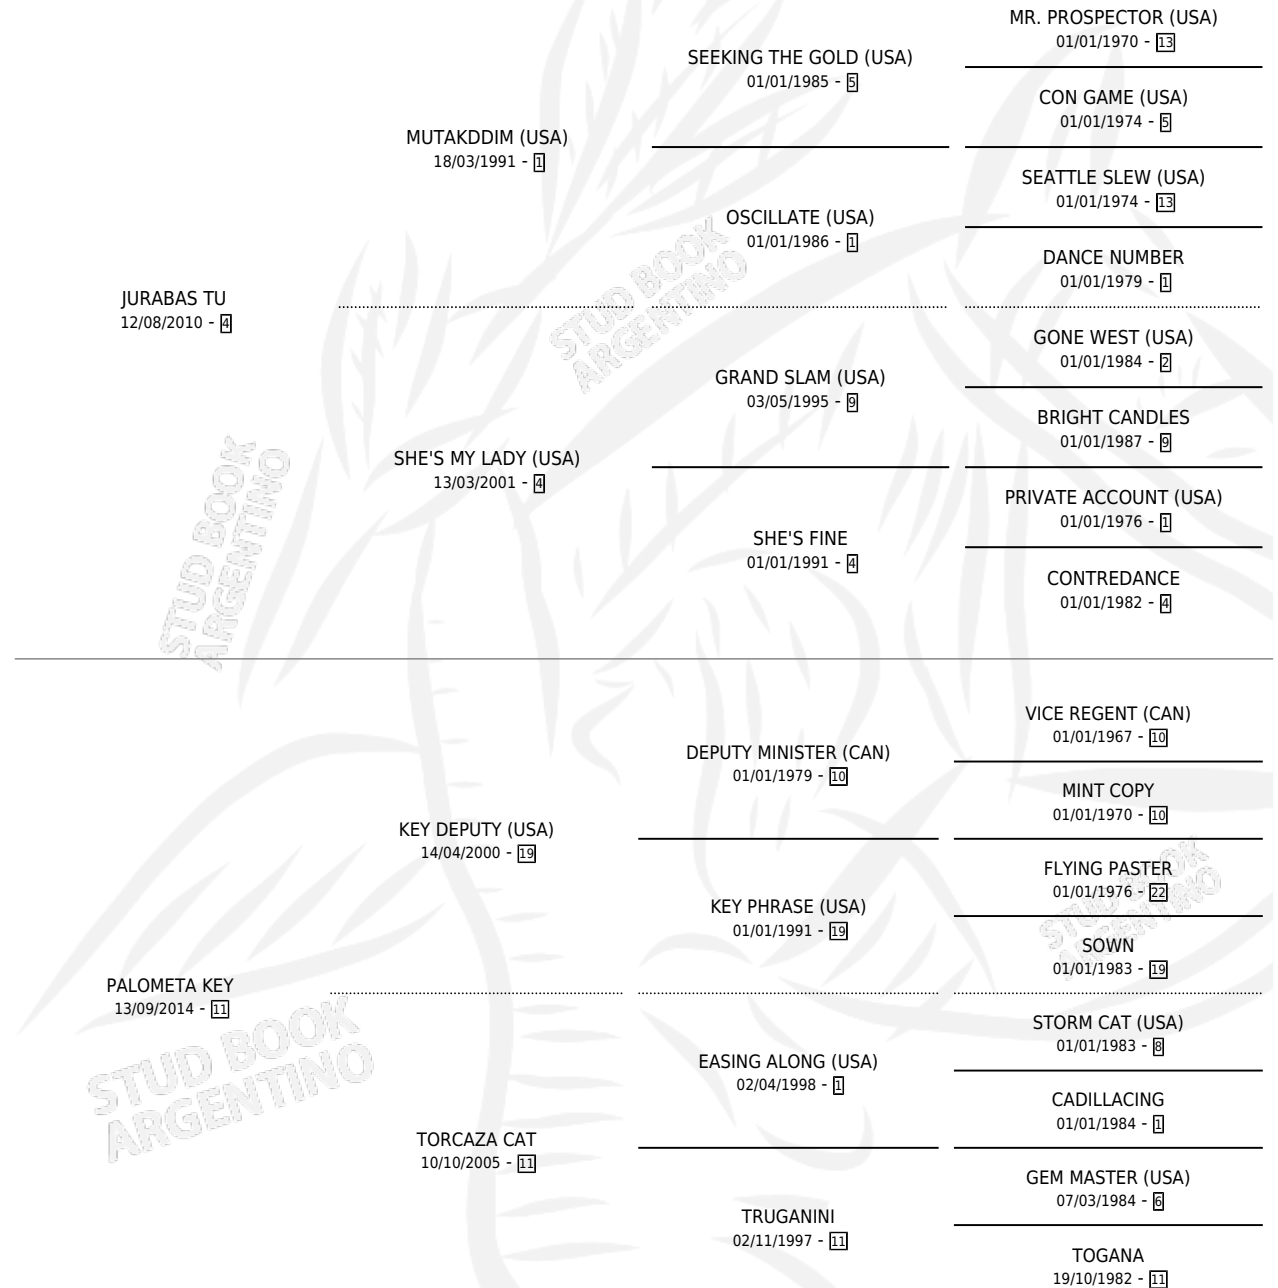 MR. PROSPECTOR (USA)
01/01/1970 - 13
SEEKING THE GOLD (USA)
01/01/1985 - 5
CON GAME (USA)
01/01/1974 - 5
MUTAKDDIM (USA)
18/03/1991 - 1
SEATTLE SLEW (USA)
01/01/1974 - 13
OSCILLATE (USA)
01/01/1986 - 1
DANCE NUMBER
01/01/1979 - 1
JURABAS TU
12/08/2010 - 4
STUD BOOK
ARGENTINO
GONE WEST (USA)
01/01/1984 - 2
GRAND SLAM (USA)
03/05/1995 - 9
BRIGHT CANDLES
01/01/1987 - 9
SHE'S MY LADY (USA)
13/03/2001 - 4
STUD BOOK
ARGENTINO
PRIVATE ACCOUNT (USA)
01/01/1976 - 1
SHE'S FINE
01/01/1991 - 4
CONTREDANCE
01/01/1982 - 4
VICE REGENT (CAN)
01/01/1967 - 10
DEPUTY MINISTER (CAN)
01/01/1979 - 10
MINT COPY
01/01/1970 - 10
KEY DEPUTY (USA)
14/04/2000 - 19
FLYING PASTER
01/01/1976 - 22
STUD BOOK
ARGENTINO
KEY PHRASE (USA)
01/01/1991 - 19
SOWN
01/01/1983 - 19
PALOMETA KEY
13/09/2014 - 11
STUD BOOK
ARGENTINO
STORM CAT (USA)
01/01/1983 - 8
EASING ALONG (USA)
02/04/1998 - 1
CADILLACING
01/01/1984 - 1
TORCAZA CAT
10/10/2005 - 11
GEM MASTER (USA)
07/03/1984 - 6
TRUGANINI
02/11/1997 - 11
TOGANA
19/10/1982 - 11